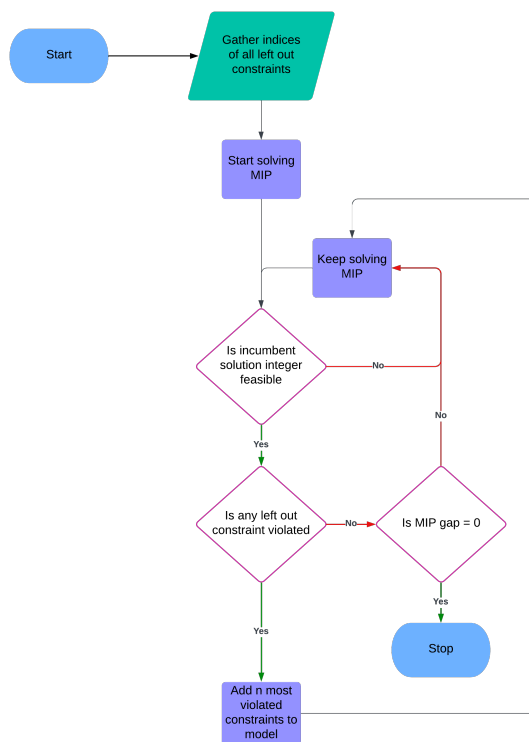 Start
Gather indices
of all left out
constraints
Start solving
MIP
Keep solving
MIP
Is incumbent
solution integer
feasible
No
No
Yes
Is any left out
constraint violated
No
Is MIP gap = 0
Yes
Yes
Stop
Add n most
violated
constraints to
model